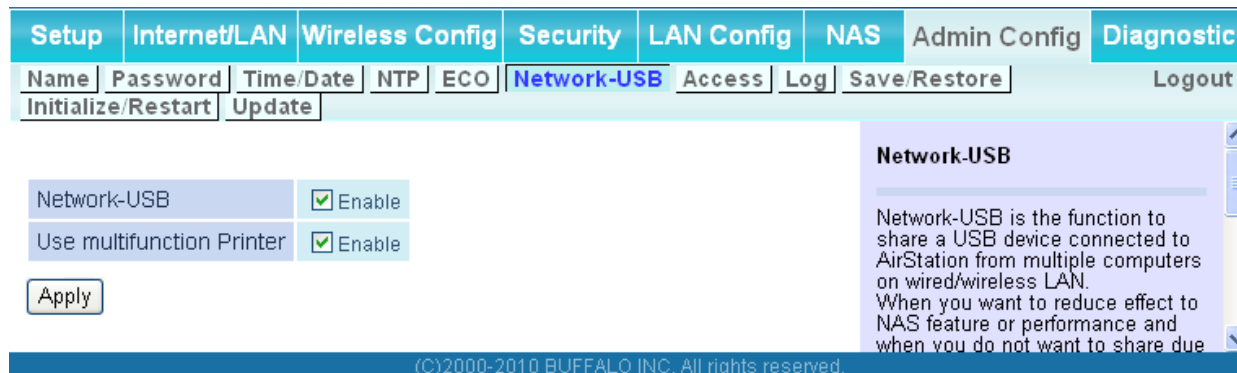 Setup Internet/LAN Wireless Config Security LAN Config NAS Admin Config Diagnostic
Name Password Time/Date NTP ECO Network-USB Access Log Save/Restore Logout
Initialize/Restart Update
Network-USB Enable
Use multifunction Printer Enable
Apply
Network-USB
Network-USB is the function to
share a USB device connected to
AirStation from multiple computers
on wired/wireless LAN.
When you want to reduce effect to
NAS feature or performance and
when you do not want to share due
(C)2000-2010 BUFFALO INC. All rights reserved.